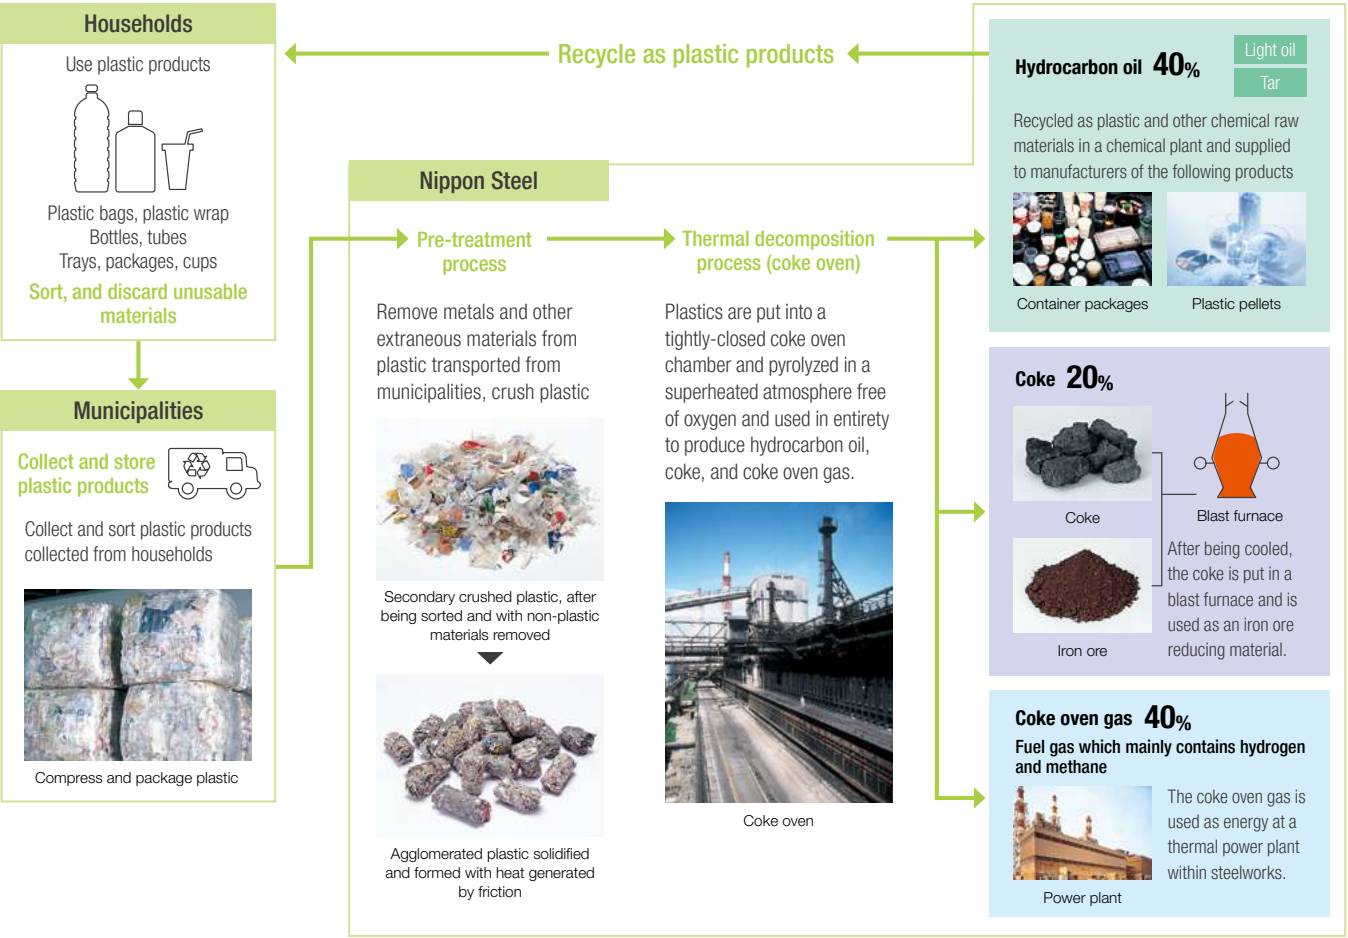 Households
Use plastic products
Plastic bags, plastic wrap
Bottles, tubes
Trays, packages, cups
Sort, and discard unusable
materials
Municipalities
Collect and store
plastic products
Collect and sort plastic products
collected from households
Compress and package plastic
Recycle as plastic products
Nippon Steel
Pre-treatment
process
Remove metals and other
extraneous materials from
plastic transported from
municipalities, crush plastic
Secondary crushed plastic, after
being sorted and with non-plastic
materials removed
Agglomerated plastic solidified
and formed with heat generated
by friction
Thermal decomposition
process (coke oven)
Plastics are put into a
tightly-closed coke oven
chamber and pyrolyzed in a
superheated atmosphere free
of oxygen and used in entirety
to produce hydrocarbon oil,
coke, and coke oven gas.
Coke oven
Hydrocarbon oil 40%
Light oil
Tar
Recycled as plastic and other chemical raw
materials in a chemical plant and supplied
to manufacturers of the following products
Container packages
Plastic pellets
Coke 20%
Coke
Blast furnace
Iron ore
After being cooled,
the coke is put in a
blast furnace and is
used as an iron ore
reducing material.
Coke oven gas 40%
Fuel gas which mainly contains hydrogen
and methane
The coke oven gas is
used as energy at a
thermal power plant
within steelworks.
Power plant